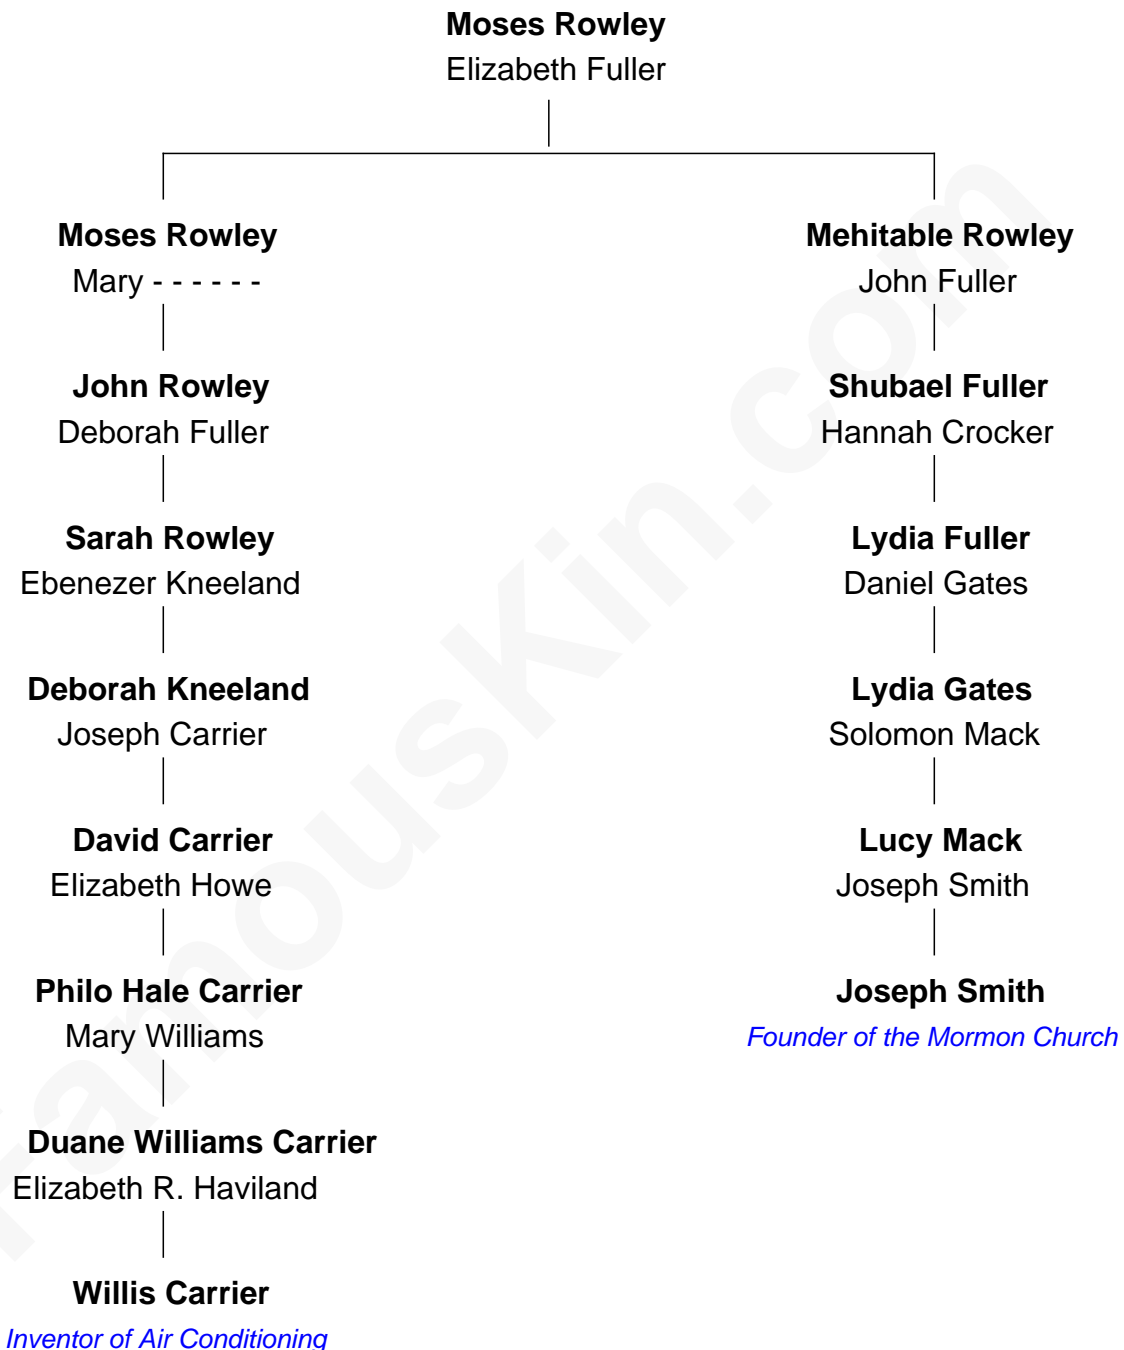 Moses Rowley
Elizabeth Fuller
Moses Rowley
Mary - - - - - -
John Rowley
Deborah Fuller
Sarah Rowley
Ebenezer Kneeland
Deborah Kneeland
Joseph Carrier
David Carrier
Elizabeth Howe
Philo Hale Carrier
Mary Williams
Duane Williams Carrier
Elizabeth R. Haviland
Willis Carrier
Inventor of Air Conditioning
Mehitable Rowley
John Fuller
Shubael Fuller
Hannah Crocker
Lydia Fuller
Daniel Gates
Lydia Gates
Solomon Mack
Lucy Mack
Joseph Smith
Joseph Smith
Founder of the Mormon Church
FamousKin.com